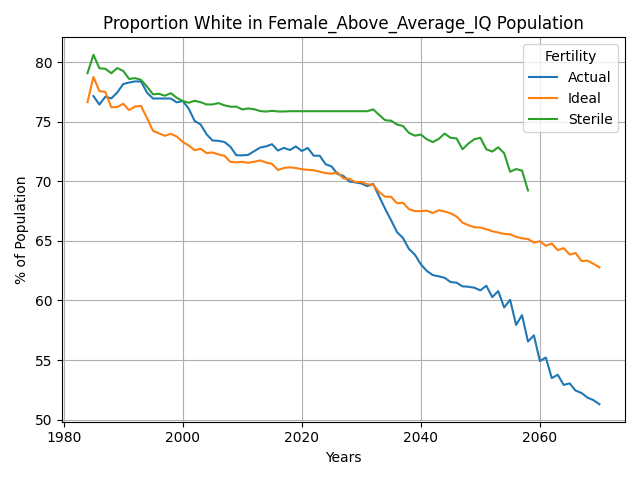 Proportion White in Female_Above_Average_IQ Population
% of Population
80
75
70
65
60
55
50
1980
2000
2020
2040
2060
Years
Fertility
Actual
Ideal
Sterile